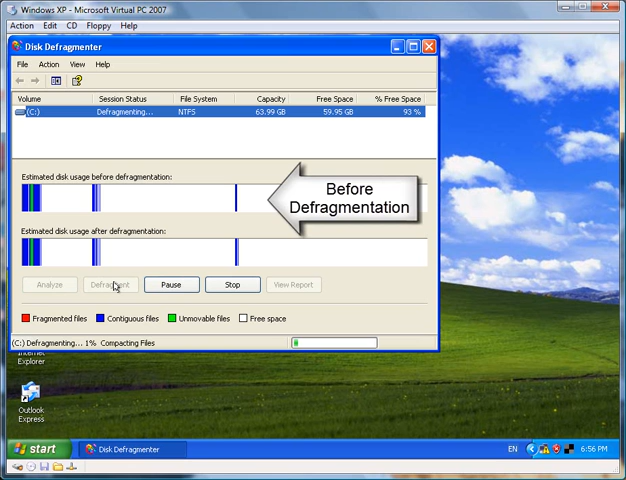 Windows XP - Microsoft Virtual PC 2007
Action Edit CD Floppy Help
Disk Defragmenter
File Action View Help
Volume Session Status File System Capacity Free Space % Free Space
(C:) Defragmenting... NTFS 63.99 GB 59.95 GB 93 %
Estimated disk usage before defragmentation:
Before
Defragmentation
Estimated disk usage after defragmentation:
Analyze Defragment Pause Stop View Report
Fragmented files Contiguous files Unmovable files Free space
(C:) Defragmenting... 1% Compacting Files
Internet
Explorer
Outlook
Express
start Disk Defragmenter EN 6:56 PM